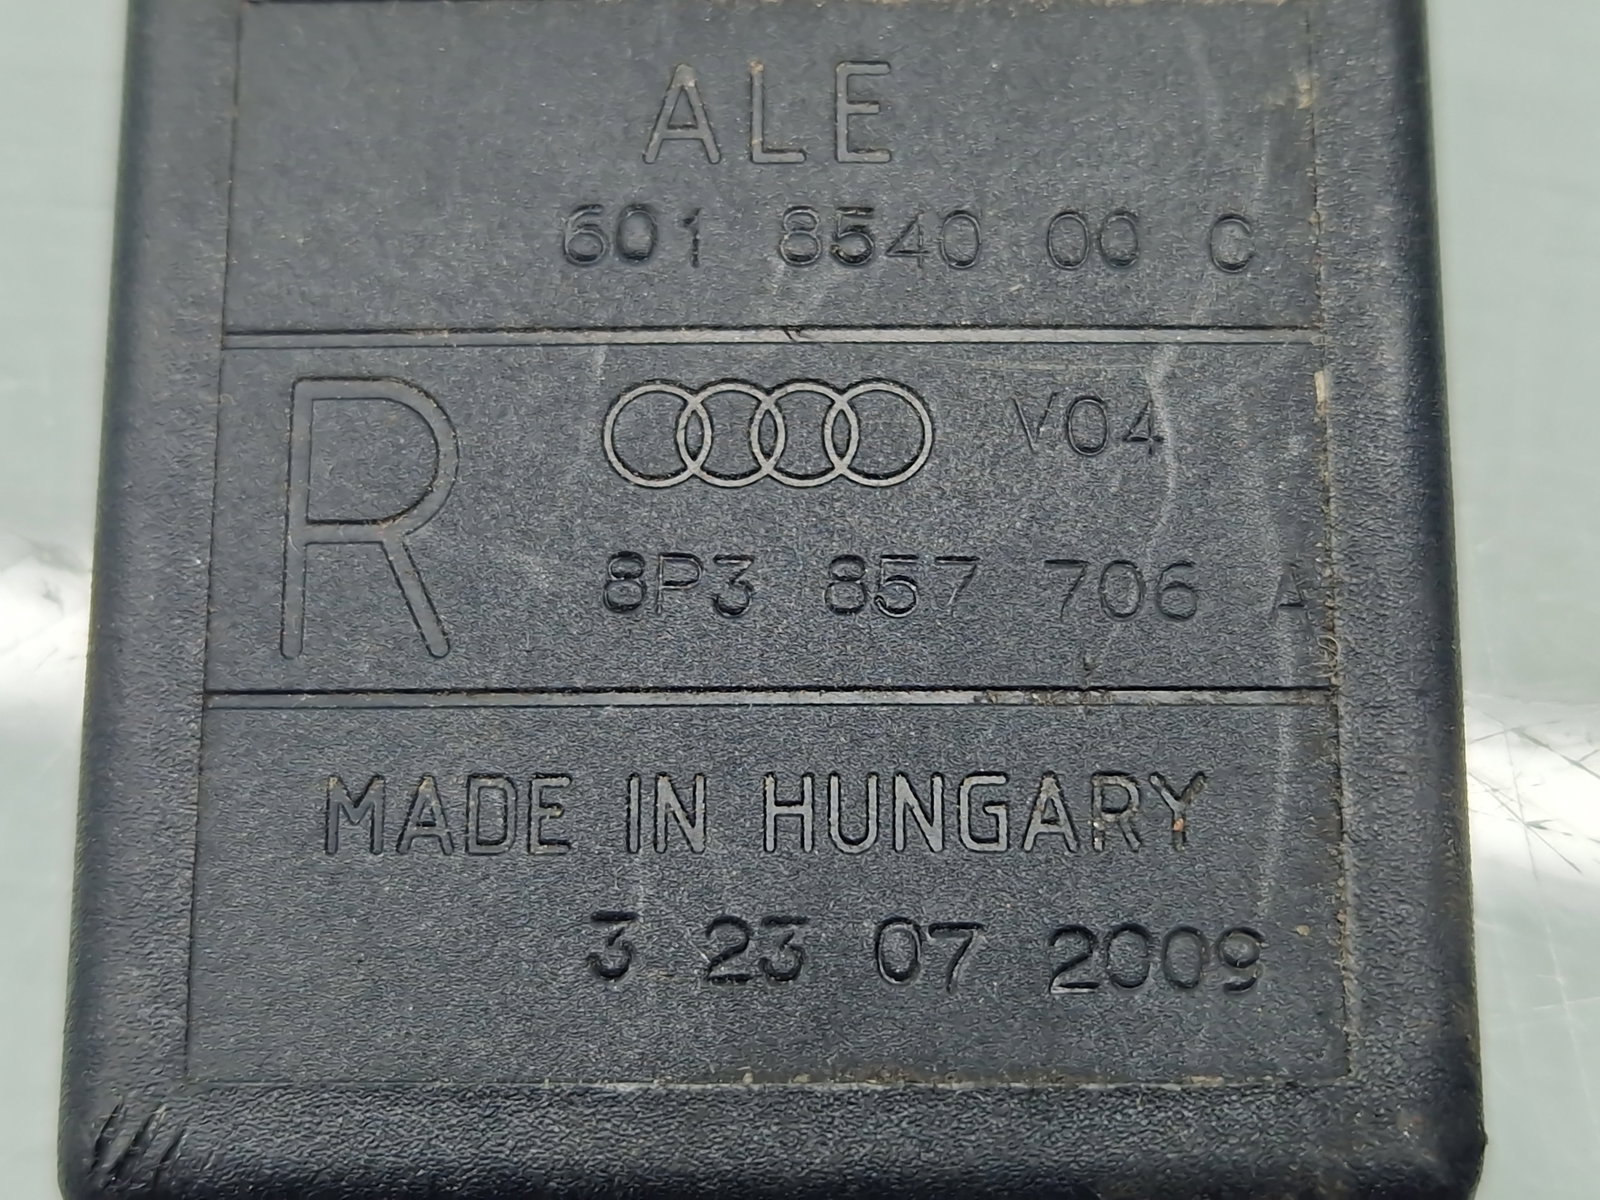 ALE
601 8540 00 C
R V04
8P3 857 706 A
MADE IN HUNGARY
3 23 07 2009